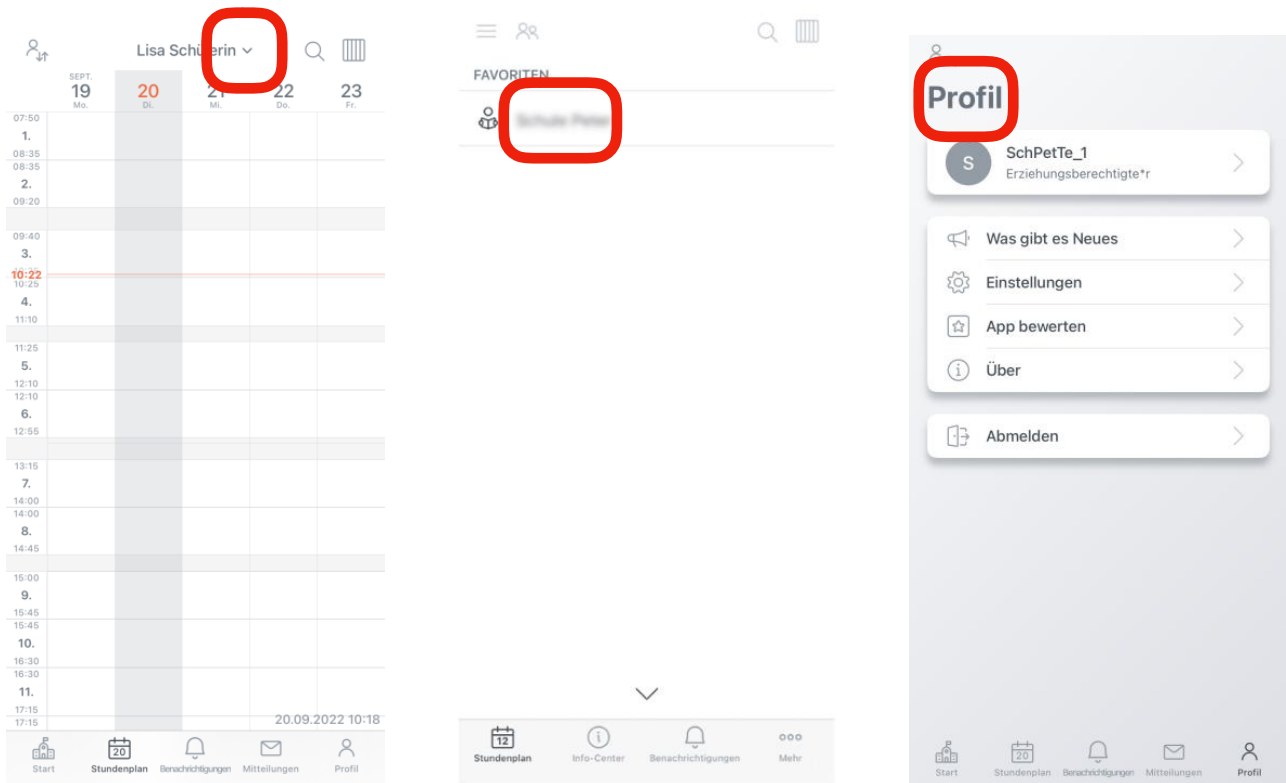 Lisa Schülerin
SEPT.
19 20 21 22 23
Mo. Di. Mi. Do. Fr.
07:50
1.
08:35
08:35
2.
09:20
09:40
3.
10:22
10:25
4.
11:10
11:25
5.
12:10
12:10
6.
12:55
13:15
7.
14:00
14:00
8.
14:45
15:00
9.
15:45
15:45
10.
16:30
16:30
11.
17:15
17:15
20.09.2022 10:18
20
Start Stundenplan Benachrichtigungen Mitteilungen Profil
FAVORITEN
12
Stundenplan Info-Center Benachrichtigungen Mehr
Profil
S
SchPetTe_1
Erziehungsberechtigte*r
Was gibt es Neues
Einstellungen
App bewerten
Über
Abmelden
20
Start Stundenplan Benachrichtigungen Mitteilungen Profil